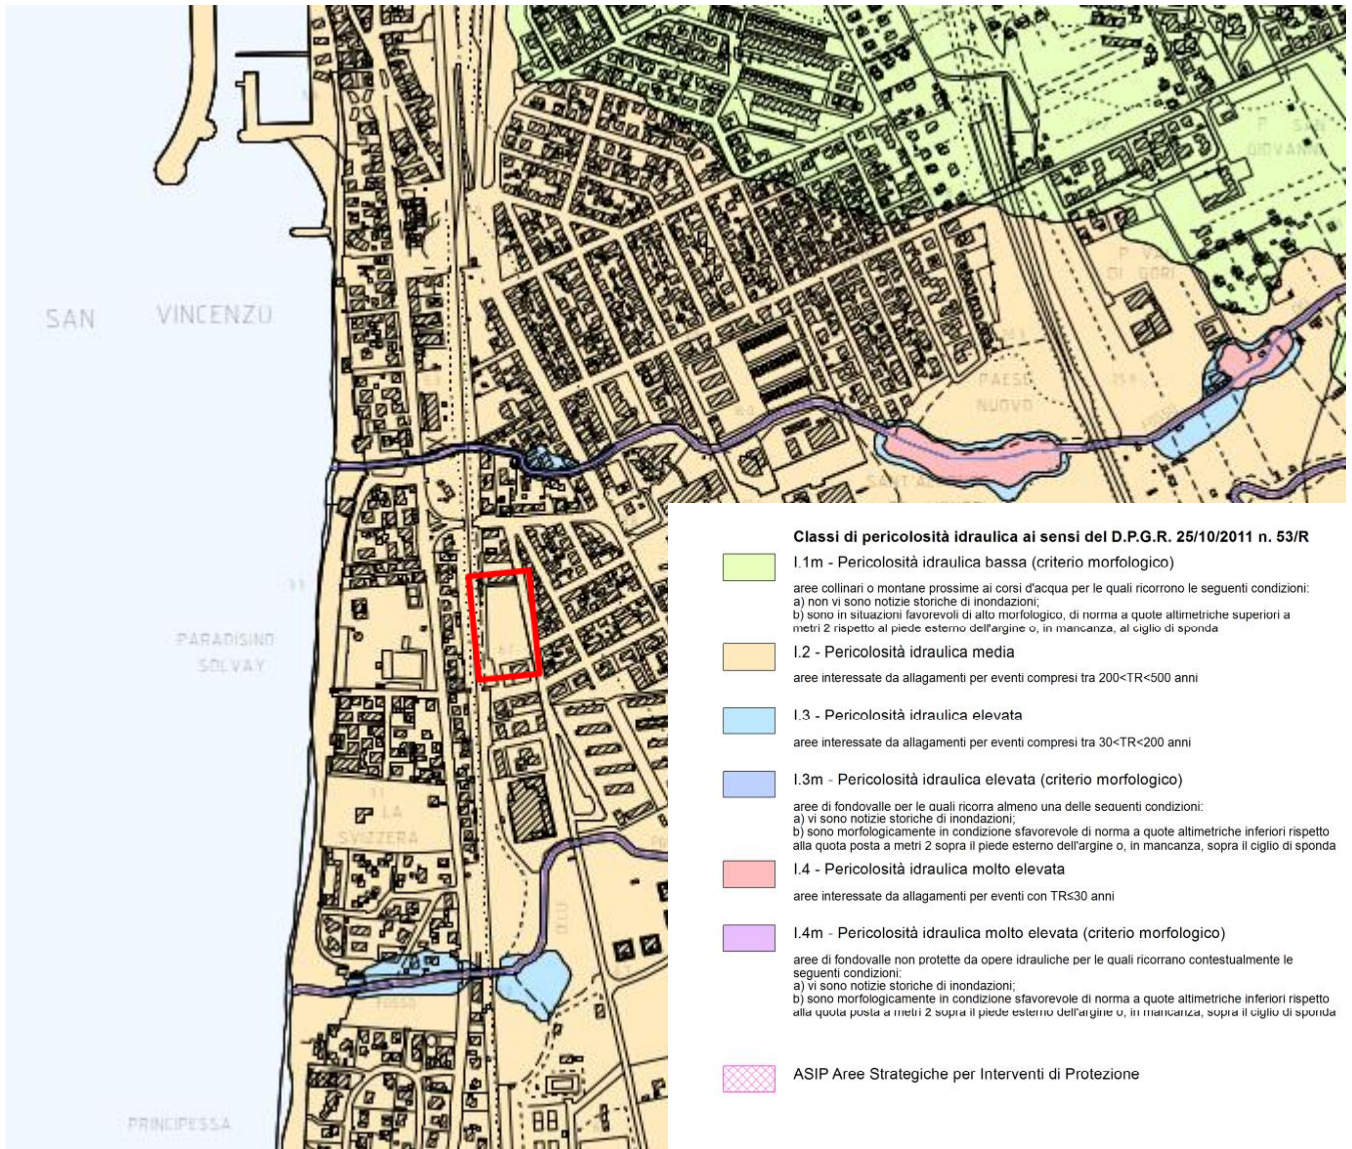 SAN VINCENZO
P. SAN
GIOVANNI
DI GORI
PAESE
NUOVO
PARADISINO
SOLVAY
LA
SVIZZERA
FOSSO
PRINCIPESSA
Classi di pericolosità idraulica ai sensi del D.P.G.R. 25/10/2011 n. 53/R
I.1m - Pericolosità idraulica bassa (criterio morfologico)
aree collinari o montane prossime ai corsi d'acqua per le quali ricorrono le seguenti condizioni:
a) non vi sono notizie storiche di inondazioni;
b) sono in situazioni favorevoli di alto morfologico, di norma a quote altimetriche superiori a
metri 2 rispetto al piede esterno dell'argine o, in mancanza, al ciglio di sponda
I.2 - Pericolosità idraulica media
aree interessate da allagamenti per eventi compresi tra 200<TR<500 anni
I.3 - Pericolosità idraulica elevata
aree interessate da allagamenti per eventi compresi tra 30<TR<200 anni
I.3m - Pericolosità idraulica elevata (criterio morfologico)
aree di fondovalle per le quali ricorra almeno una delle seguenti condizioni:
a) vi sono notizie storiche di inondazioni;
b) sono morfologicamente in condizione sfavorevole di norma a quote altimetriche inferiori rispetto
alla quota posta a metri 2 sopra il piede esterno dell'argine o, in mancanza, sopra il ciglio di sponda
I.4 - Pericolosità idraulica molto elevata
aree interessate da allagamenti per eventi con TR≤30 anni
I.4m - Pericolosità idraulica molto elevata (criterio morfologico)
aree di fondovalle non protette da opere idrauliche per le quali ricorrano contestualmente le
seguenti condizioni:
a) vi sono notizie storiche di inondazioni;
b) sono morfologicamente in condizione sfavorevole di norma a quote altimetriche inferiori rispetto
alla quota posta a metri 2 sopra il piede esterno dell'argine o, in mancanza, sopra il ciglio di sponda
ASIP Aree Strategiche per Interventi di Protezione